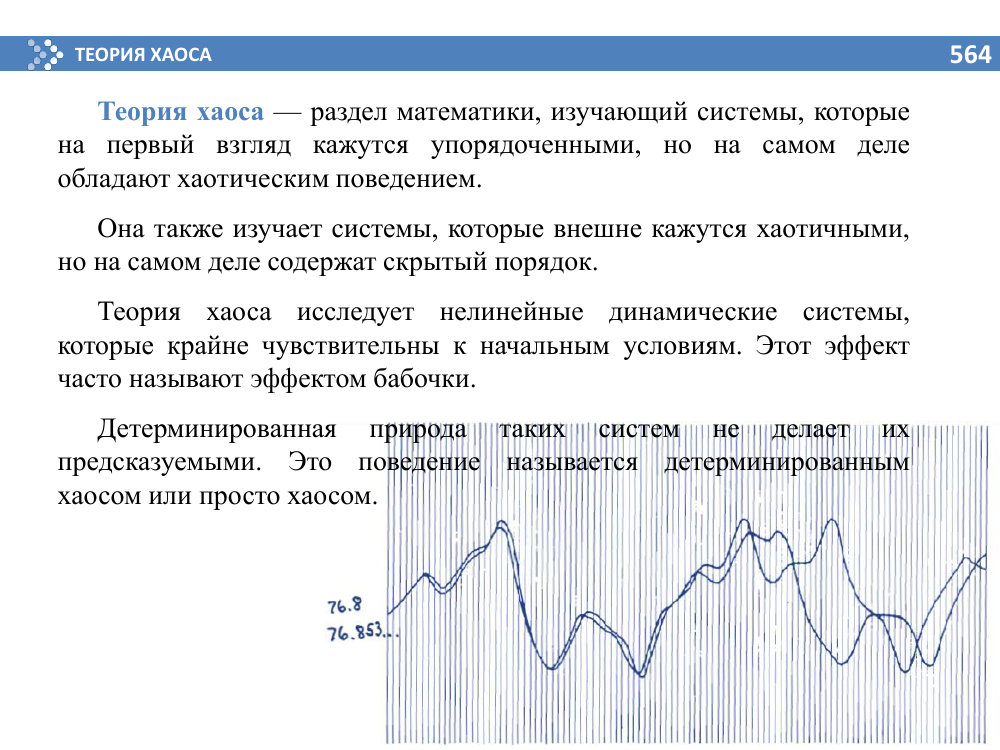 ТЕОРИЯ ХАОСА
564
Теория хаоса — раздел математики, изучающий системы, которые
на первый взгляд кажутся упорядоченными, но на самом деле
обладают хаотическим поведением.
Она также изучает системы, которые внешне кажутся хаотичными,
но на самом деле содержат скрытый порядок.
Теория хаоса исследует нелинейные динамические системы,
которые крайне чувствительны к начальным условиям. Этот эффект
часто называют эффектом бабочки.
Детерминированная природа таких систем не делает их
предсказуемыми. Это поведение называется детерминированным
хаосом или просто хаосом.
76.8
76.853...